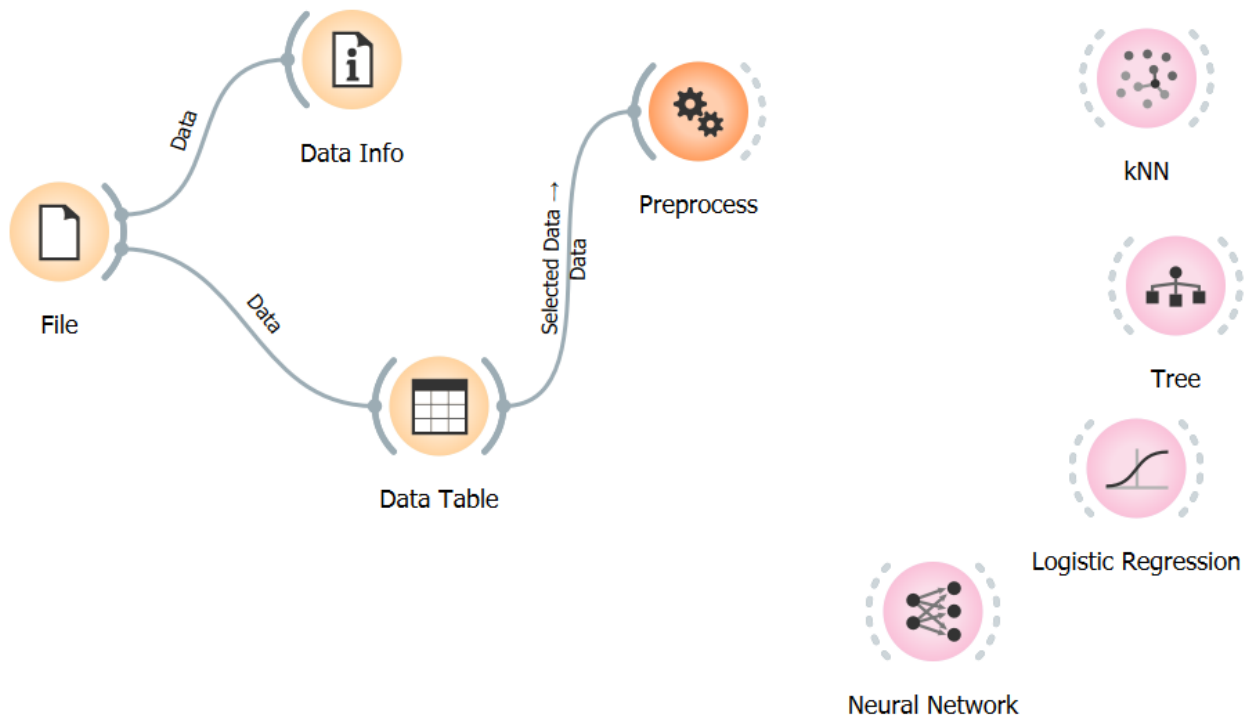 Data
Data Info
File
Data
Data Table
Selected Data →
Data
Preprocess
kNN
Tree
Logistic Regression
Neural Network